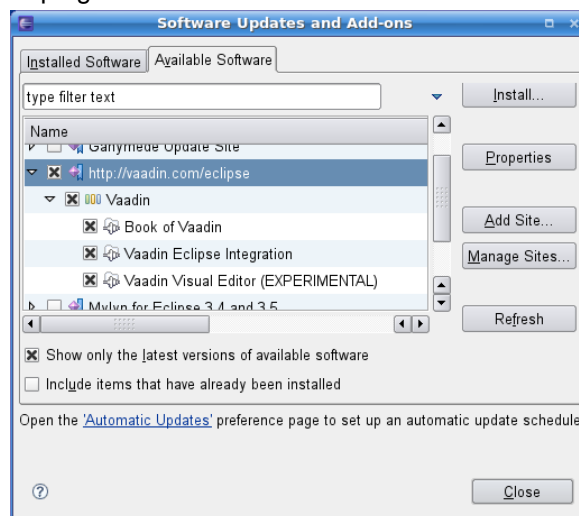 Software Updates and Add-ons
Installed Software
Available Software
type filter text
Install...
Name
Ganymede Update Site
Properties
http://vaadin.com/eclipse
Vaadin
Book of Vaadin
Add Site...
Vaadin Eclipse Integration
Manage Sites...
Vaadin Visual Editor (EXPERIMENTAL)
Mylyn for Eclipse 3.4 and 3.5
Refresh
Show only the latest versions of available software
Include items that have already been installed
Open the 'Automatic Updates' preference page to set up an automatic update schedule
?
Close